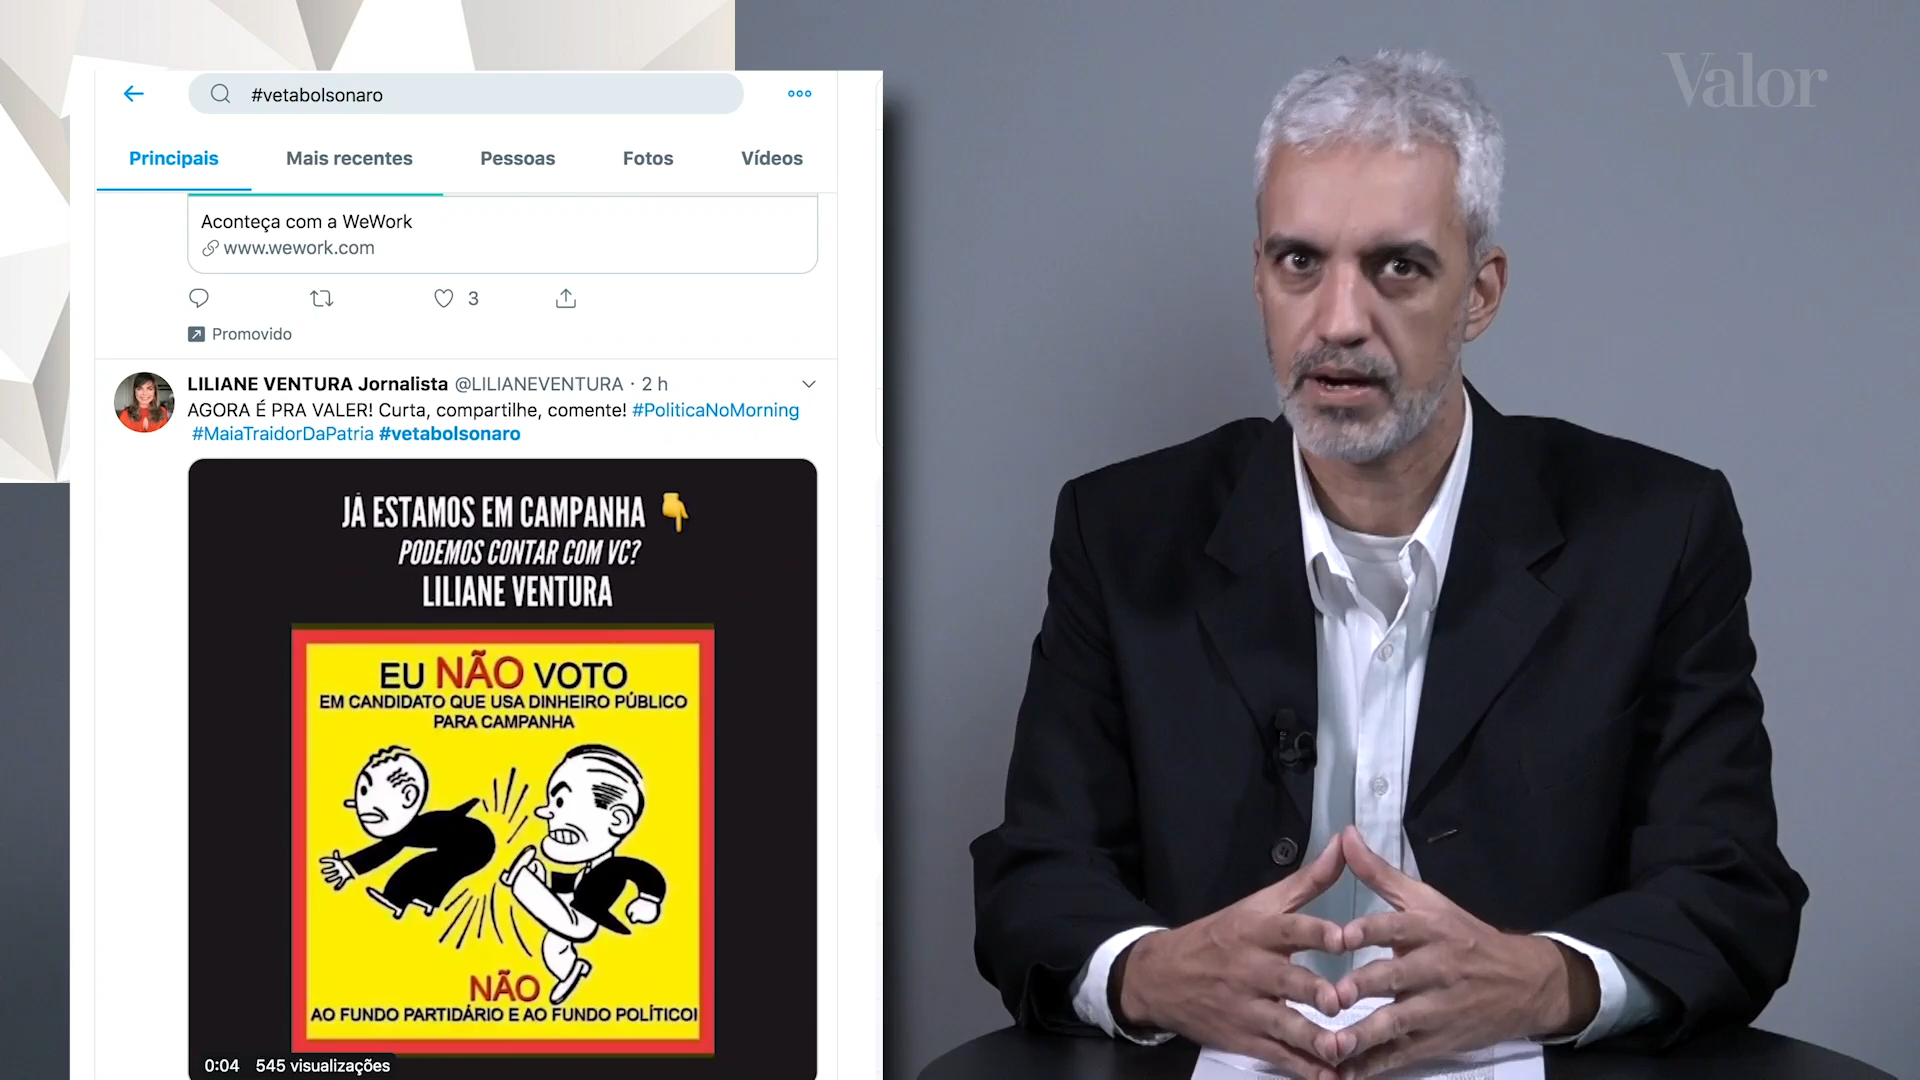 #vetabolsonaro
Principais
Mais recentes
Pessoas
Fotos
Vídeos
Aconteça com a WeWork
www.wework.com
3
Promovido
LILIANE VENTURA Jornalista @LILIANEVENTURA · 2 h
AGORA É PRA VALER! Curta, compartilhe, comente! #PoliticaNoMorning
#MaiaTraidorDaPatria #vetabolsonaro
JÁ ESTAMOS EM CAMPANHA 👇
PODEMOS CONTAR COM VC?
LILIANE VENTURA
EU NÃO VOTO
EM CANDIDATO QUE USA DINHEIRO PÚBLICO
PARA CAMPANHA
NÃO
AO FUNDO PARTIDÁRIO E AO FUNDO POLÍTICO!
0:04 545 visualizações
Valor